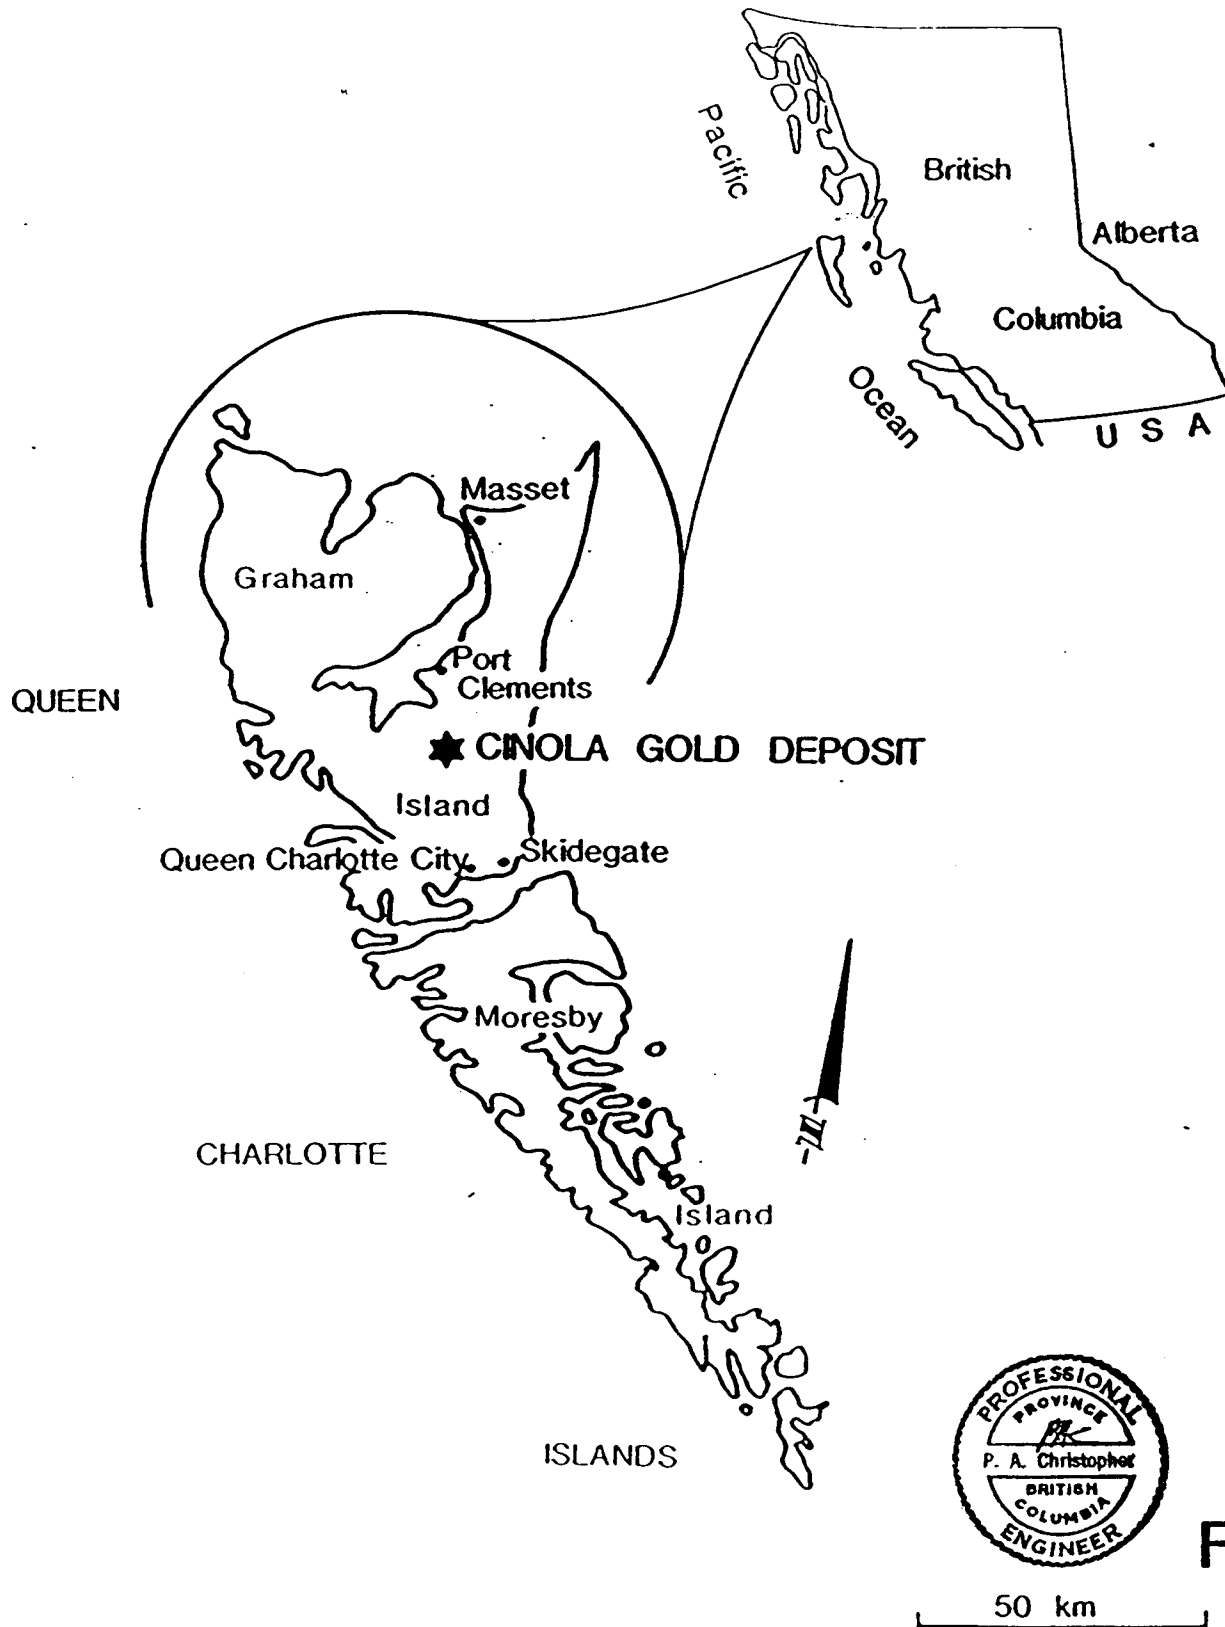 Pacific
British
Alberta
Columbia
Ocean
U S A
Masset
Graham
Port
Clements
QUEEN
CINOLA GOLD DEPOSIT
Island
Queen Charlotte City
Skidegate
Moresby
CHARLOTTE
Island
ISLANDS
PROFESSIONAL
PROVINCE
P. A. Christopher
BRITISH
COLUMBIA
ENGINEER
50 km